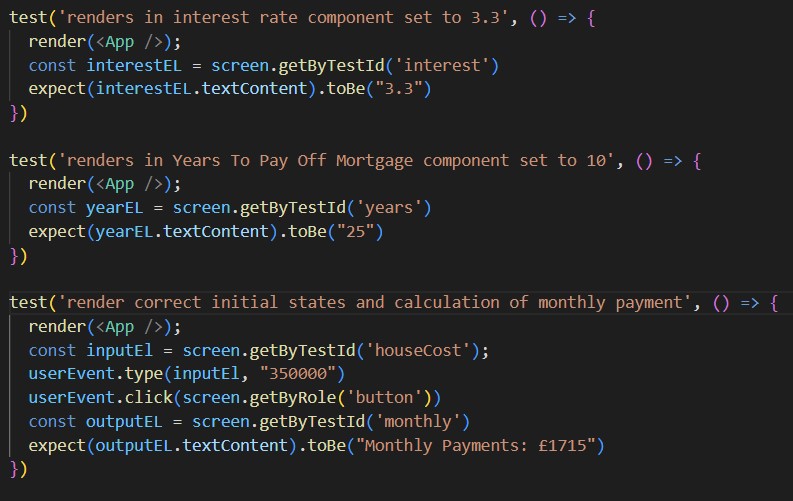 test('renders in interest rate component set to 3.3', () => {
render(<App />);
const interestEL = screen.getByTestId('interest')
expect(interestEL.textContent).toBe("3.3")
})
test('renders in Years To Pay Off Mortgage component set to 10', () => {
render(<App />);
const yearEL = screen.getByTestId('years')
expect(yearEL.textContent).toBe("25")
})
test('render correct initial states and calculation of monthly payment', () => {
render(<App />);
const inputEl = screen.getByTestId('houseCost');
userEvent.type(inputEl, "350000")
userEvent.click(screen.getByRole('button'))
const outputEL = screen.getByTestId('monthly')
expect(outputEL.textContent).toBe("Monthly Payments: £1715")
})